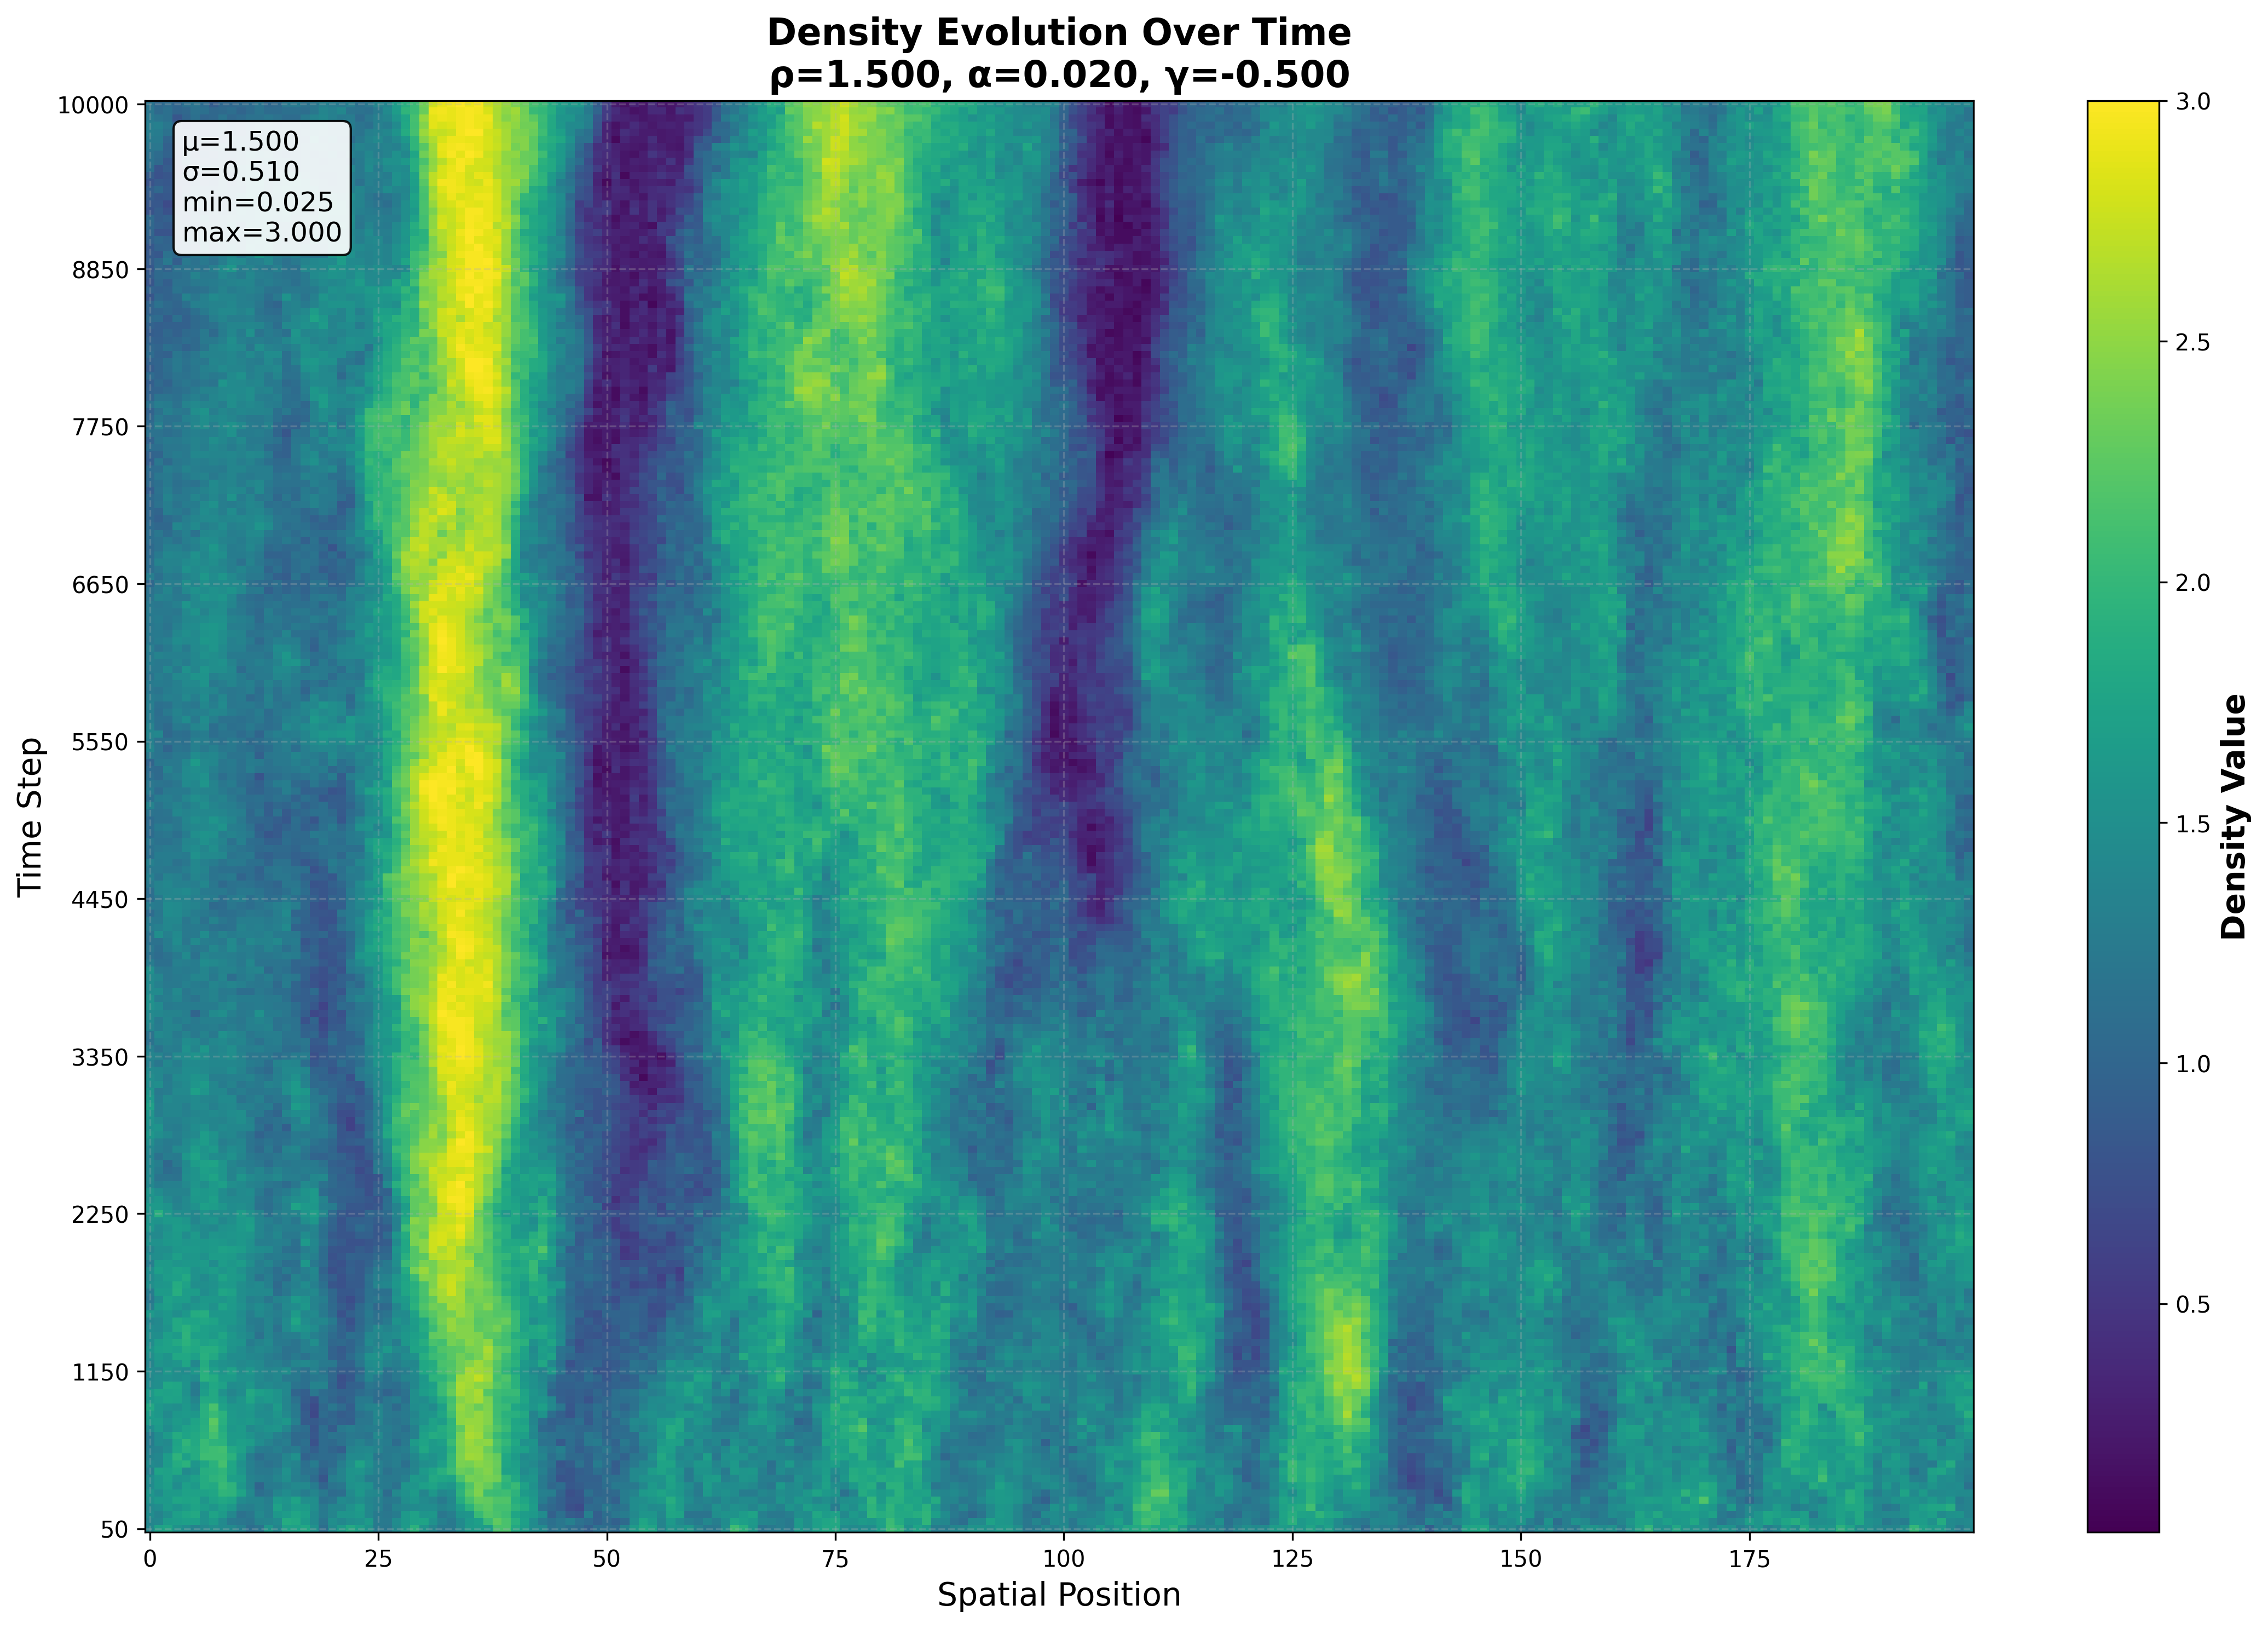 Density Evolution Over Time
ρ=1.500, α=0.020, γ=-0.500
μ=1.500
σ=0.510
min=0.025
max=3.000
Time Step
10000
8850
7750
6650
5550
4450
3350
2250
1150
50
0
25
50
75
100
125
150
175
Spatial Position
3.0
2.5
2.0
1.5
1.0
0.5
Density Value